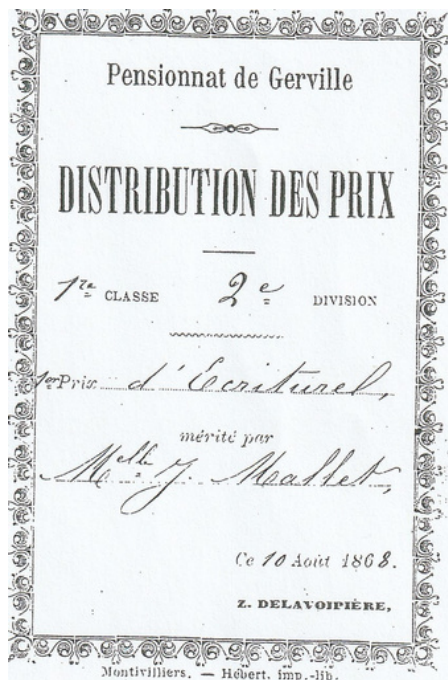 Pensionnat de Gerville
DISTRIBUTION DES PRIX
1re CLASSE 2e DIVISION
1er Prix d'Ecriture,
mérité par
Melle J. Mallet,
Ce 10 Août 1868.
Z. DELAVOIPIÈRE,
Montivilliers. — Hébert. imp.-lib.